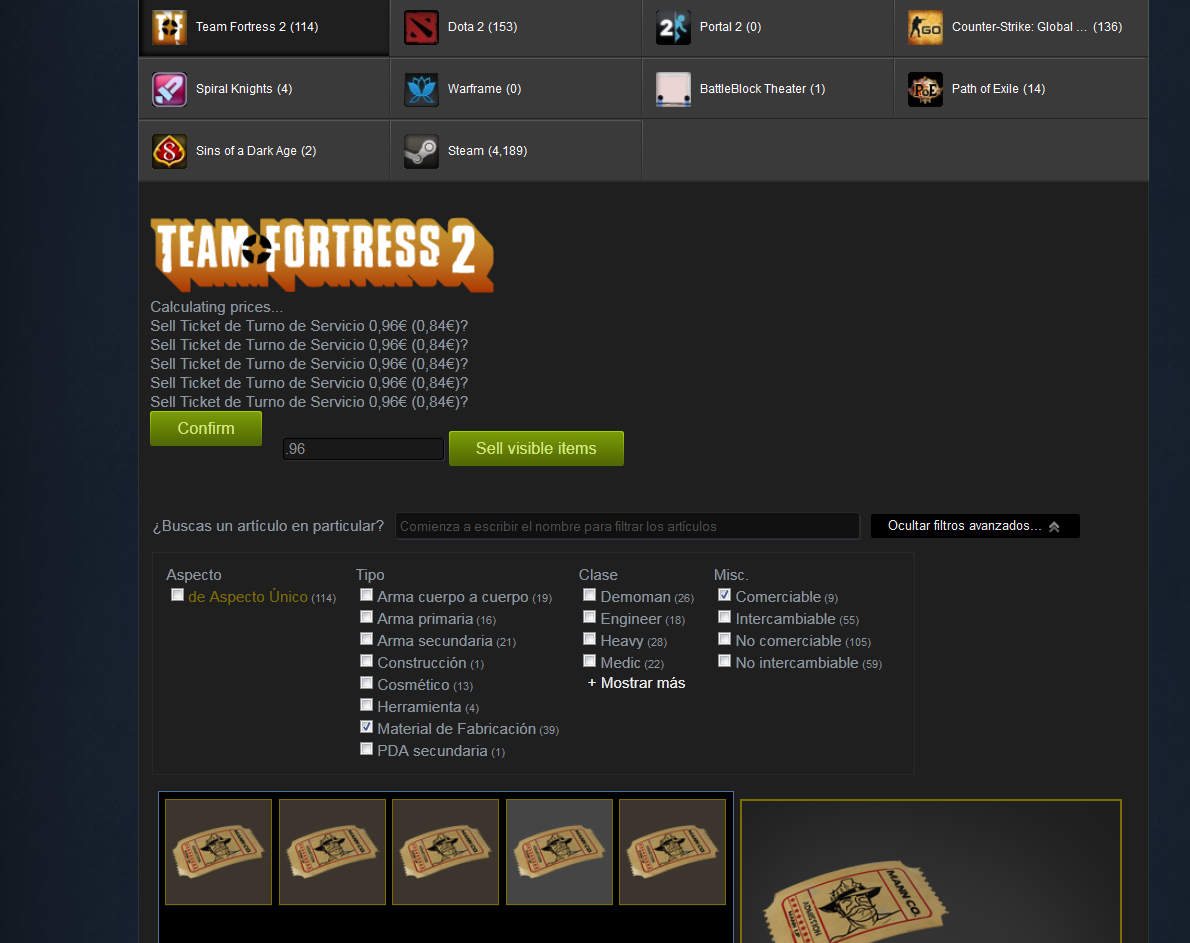 Team Fortress 2 (114) Dota 2 (153) Portal 2 (0) Counter-Strike: Global ... (136)
Spiral Knights (4) Warframe (0) BattleBlock Theater (1) Path of Exile (14)
Sins of a Dark Age (2) Steam (4,189)
TEAM FORTRESS 2
Calculating prices...
Sell Ticket de Turno de Servicio 0,96€ (0,84€)?
Sell Ticket de Turno de Servicio 0,96€ (0,84€)?
Sell Ticket de Turno de Servicio 0,96€ (0,84€)?
Sell Ticket de Turno de Servicio 0,96€ (0,84€)?
Sell Ticket de Turno de Servicio 0,96€ (0,84€)?
Confirm
.96 Sell visible items
¿Buscas un artículo en particular? Comienza a escribir el nombre para filtrar los artículos Ocultar filtros avanzados...
Aspecto Tipo Clase Misc.
de Aspecto Único (114) Arma cuerpo a cuerpo (19) Demoman (26) Comerciable (9)
Arma primaria (16) Engineer (18) Intercambiable (55)
Arma secundaria (21) Heavy (28) No comerciable (105)
Construcción (1) Medic (22) No intercambiable (59)
Cosmético (13) + Mostrar más
Herramienta (4)
Material de Fabricación (39)
PDA secundaria (1)
MANN CO.
ADMISSION